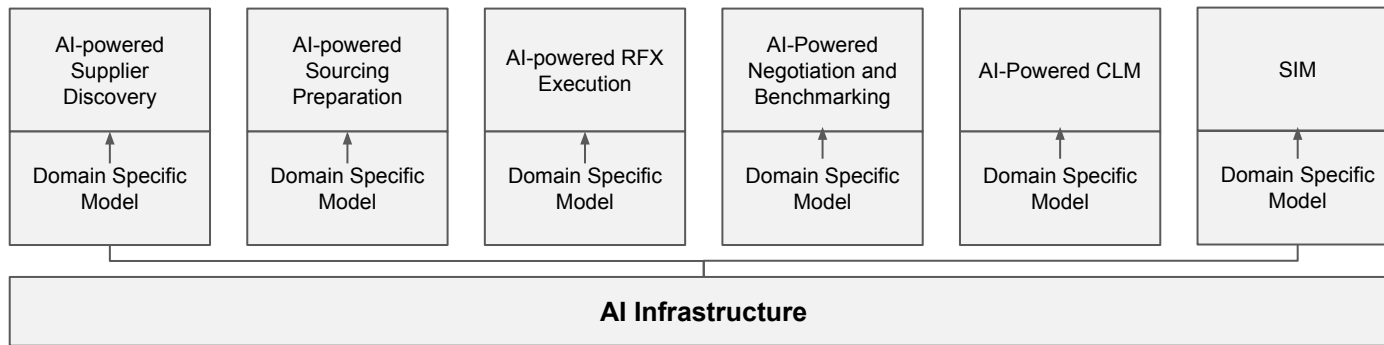 AI-powered
Supplier
Discovery
AI-powered
Sourcing
Preparation
AI-powered RFX
Execution
AI-Powered
Negotiation and
Benchmarking
AI-Powered CLM
SIM
Domain Specific
Model
Domain Specific
Model
Domain Specific
Model
Domain Specific
Model
Domain Specific
Model
Domain Specific
Model
AI Infrastructure